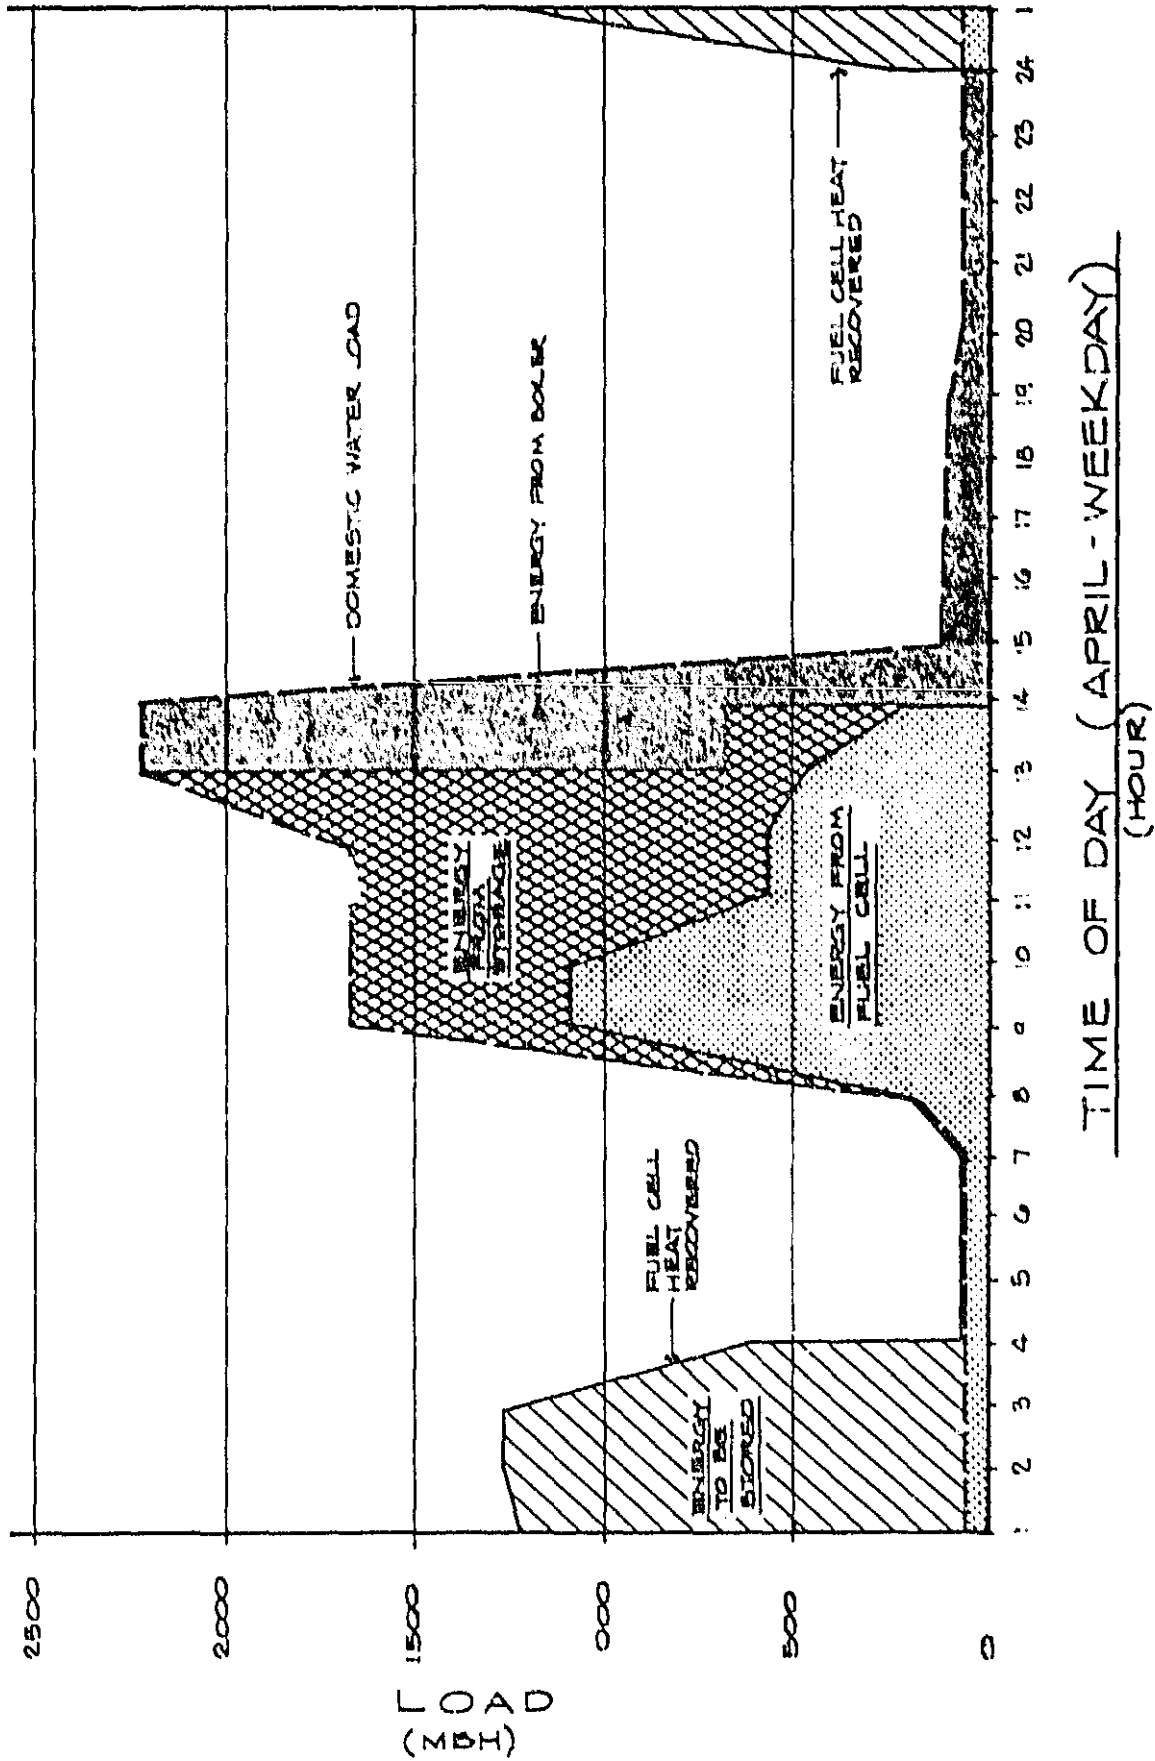 2500
2000
1500
000
500
0
LOAD
(MBH)
DOMESTIC WATER LOAD
ENERGY FROM BOILER
ENERGY
FROM
STORAGE
FUEL CELL
HEAT
RECOVERED
ENERGY FROM
FUEL CELL
FUEL CELL HEAT
RECOVERED
ENERGY
TO BE
STORED
1 2 3 4 5 6 7 8 9 10 11 12 13 14 15 16 17 18 19 20 21 22 23 24 1
TIME OF DAY (APRIL - WEEKDAY)
(HOUR)